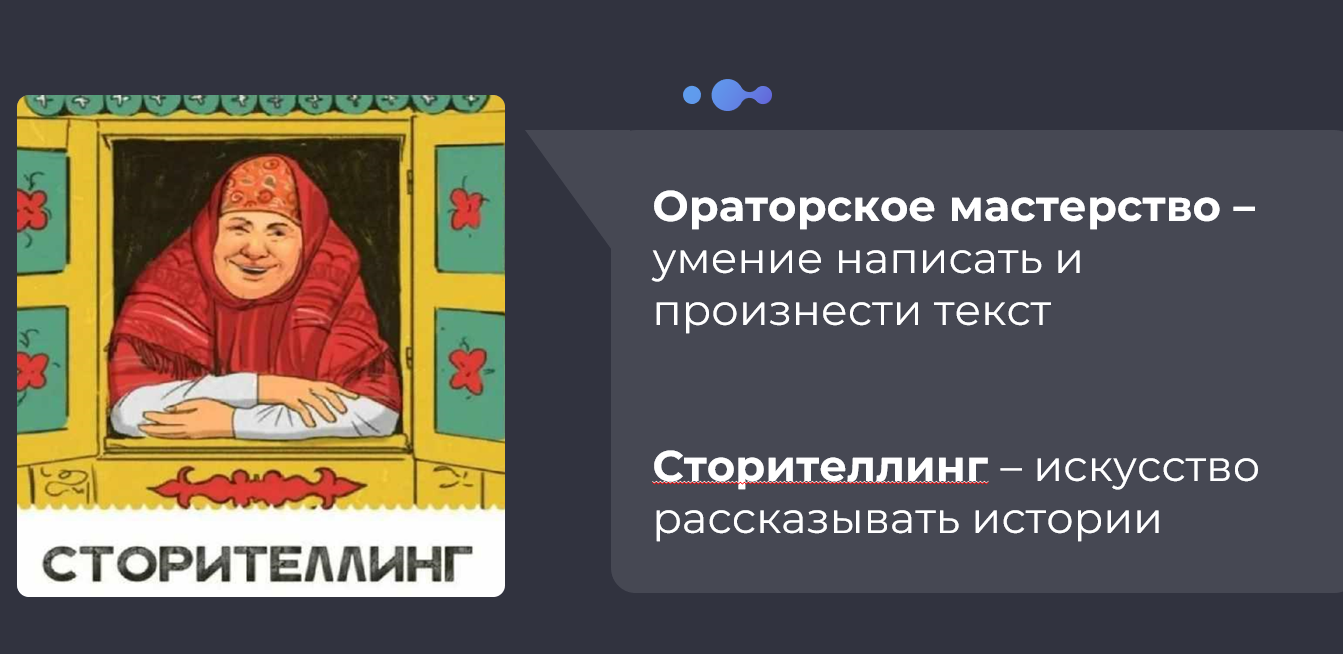 СТОРИТЕЛЛИНГ
Ораторское мастерство –
умение написать и
произнести текст
Сторителлинг – искусство
рассказывать истории